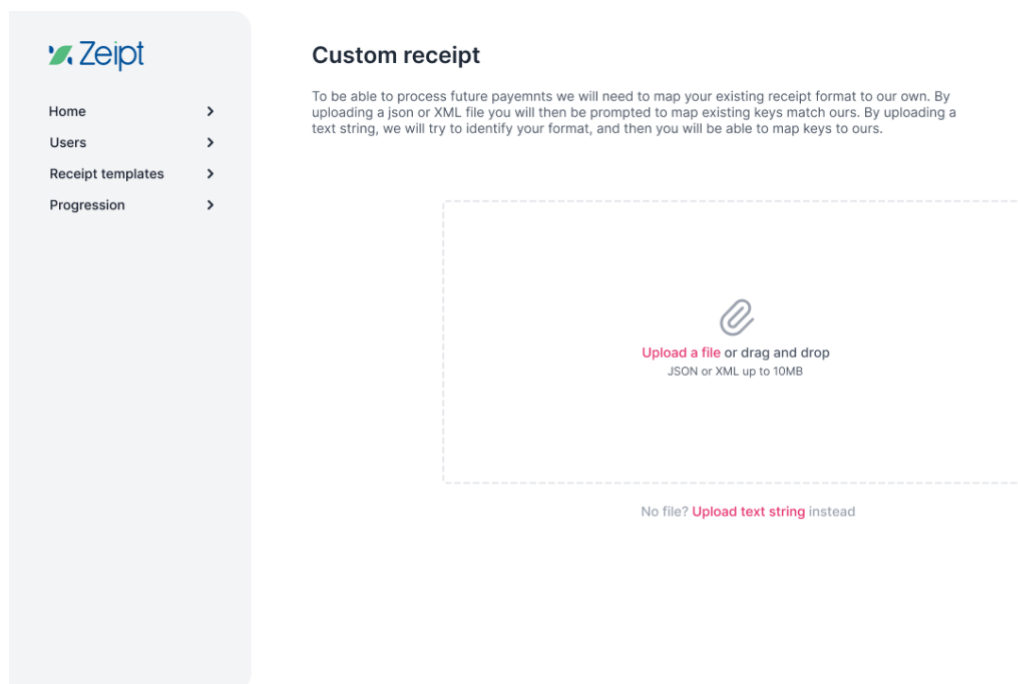 Zeipt
Home
Users
Receipt templates
Progression
Custom receipt
To be able to process future payemnts we will need to map your existing receipt format to our own. By
uploading a json or XML file you will then be prompted to map existing keys match ours. By uploading a
text string, we will try to identify your format, and then you will be able to map keys to ours.
Upload a file or drag and drop
JSON or XML up to 10MB
No file? Upload text string instead